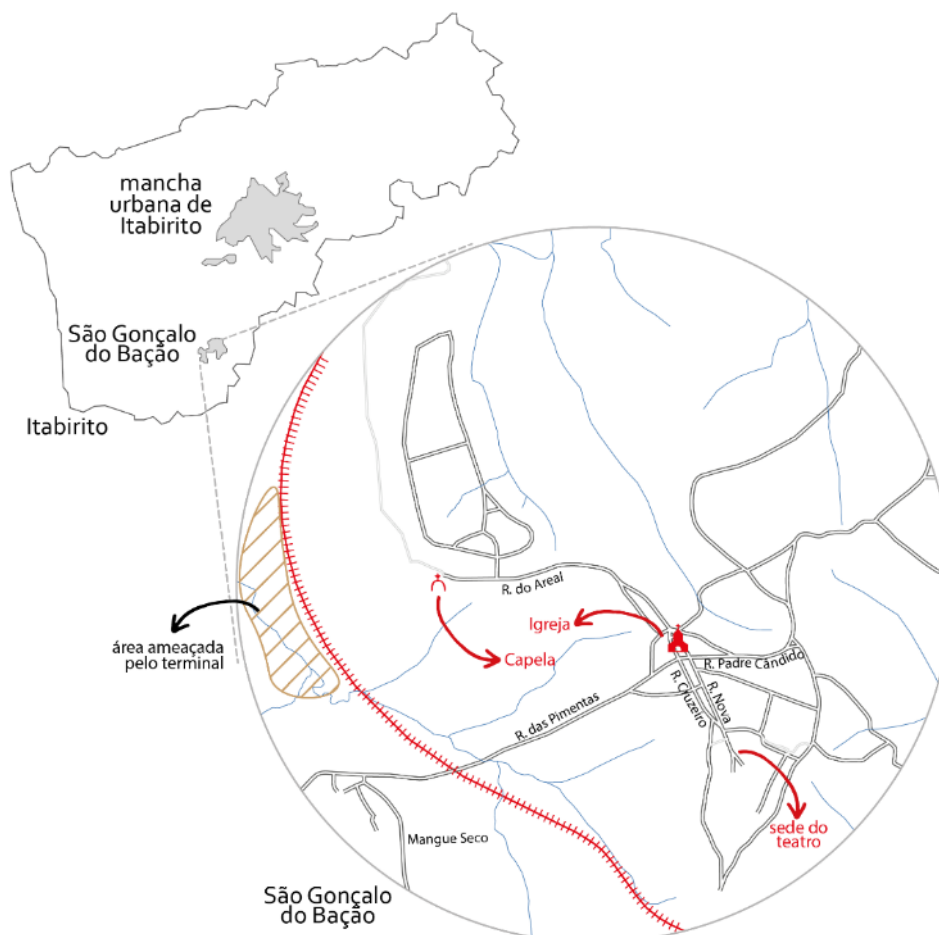 mancha
urbana de
Itabirito
São Gonçalo
do Bação
Itabirito
R. do Areal
Igreja
Capela
área ameaçada
pelo terminal
R. Padre Cândido
R. Cruzeiro
R. Nova
R. das Pimentas
sede do
teatro
Mangue Seco
São Gonçalo
do Bação